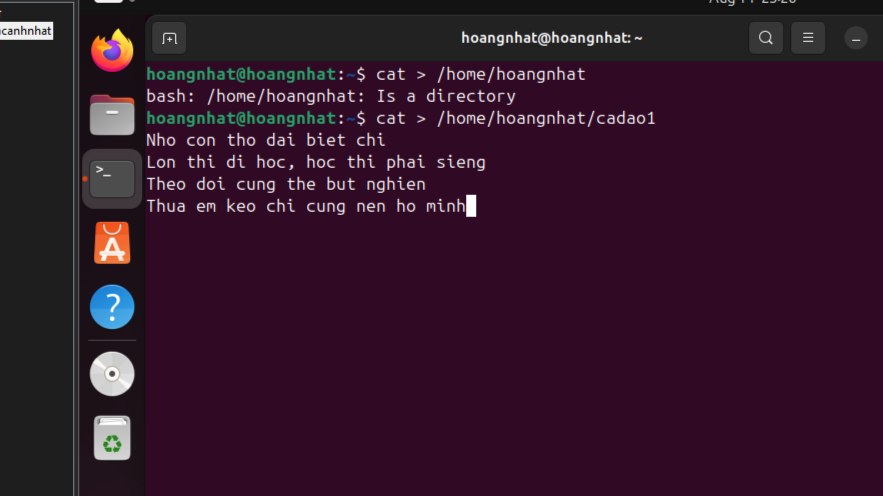 canhnhat
hoangnhat@hoangnhat: ~
hoangnhat@hoangnhat:~$ cat > /home/hoangnhat
bash: /home/hoangnhat: Is a directory
hoangnhat@hoangnhat:~$ cat > /home/hoangnhat/cadao1
Nho con tho dai biet chi
Lon thi di hoc, hoc thi phai sieng
Theo doi cung the but nghien
Thua em keo chi cung nen ho minh